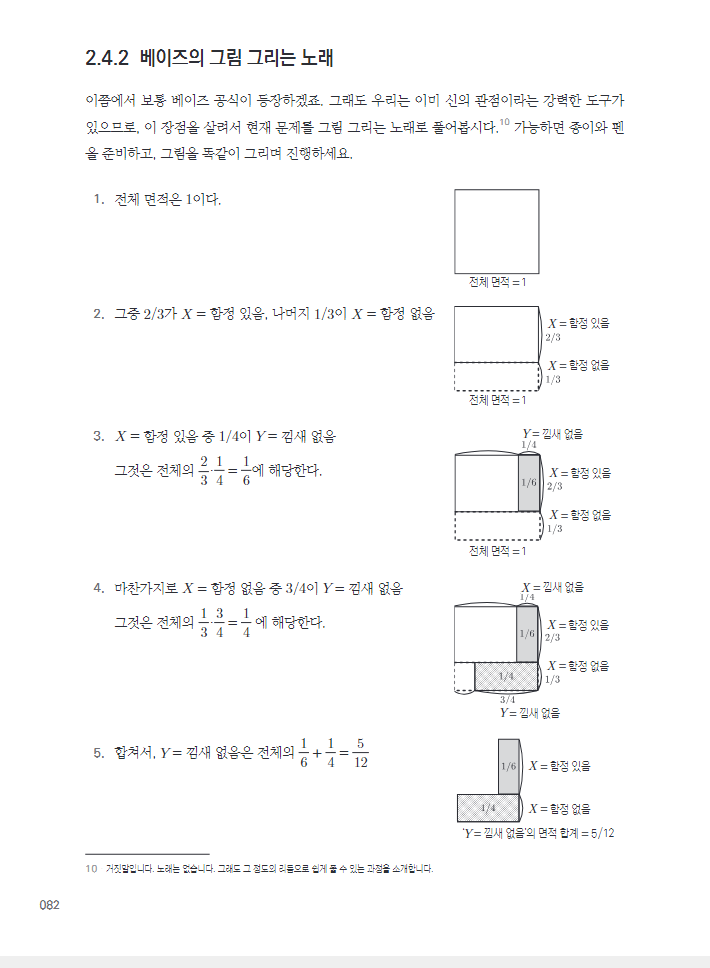 2.4.2 베이즈의 그림 그리는 노래
이쯤에서 보통 베이즈 공식이 등장하겠죠. 그래도 우리는 이미 신의 관점이라는 강력한 도구가
있으므로, 이 장점을 살려서 현재 문제를 그림 그리는 노래로 풀어봅시다.10 가능하면 종이와 펜
을 준비하고, 그림을 똑같이 그리며 진행하세요.
1. 전체 면적은 1이다.
전체 면적 = 1
2. 그중 2/3가 X = 함정 있음, 나머지 1/3이 X = 함정 없음
X = 함정 있음
2/3
X = 함정 없음
1/3
전체 면적 = 1
3. X = 함정 있음 중 1/4이 Y = 낌새 없음
그것은 전체의 2/3 · 1/4 = 1/6에 해당한다.
Y = 낌새 없음
1/4
1/6
X = 함정 있음
2/3
X = 함정 없음
1/3
전체 면적 = 1
4. 마찬가지로 X = 함정 없음 중 3/4이 Y = 낌새 없음
그것은 전체의 1/3 · 3/4 = 1/4 에 해당한다.
X = 낌새 없음
1/4
1/6
X = 함정 있음
2/3
X = 함정 없음
1/4
1/3
3/4
Y = 낌새 없음
5. 합쳐서, Y = 낌새 없음은 전체의 1/6 + 1/4 = 5/12
1/6
X = 함정 있음
1/4
X = 함정 없음
'Y = 낌새 없음'의 면적 합계 = 5/12
10 거짓말입니다. 노래는 없습니다. 그래도 그 정도의 리듬으로 쉽게 풀 수 있는 과정을 소개합니다.
082